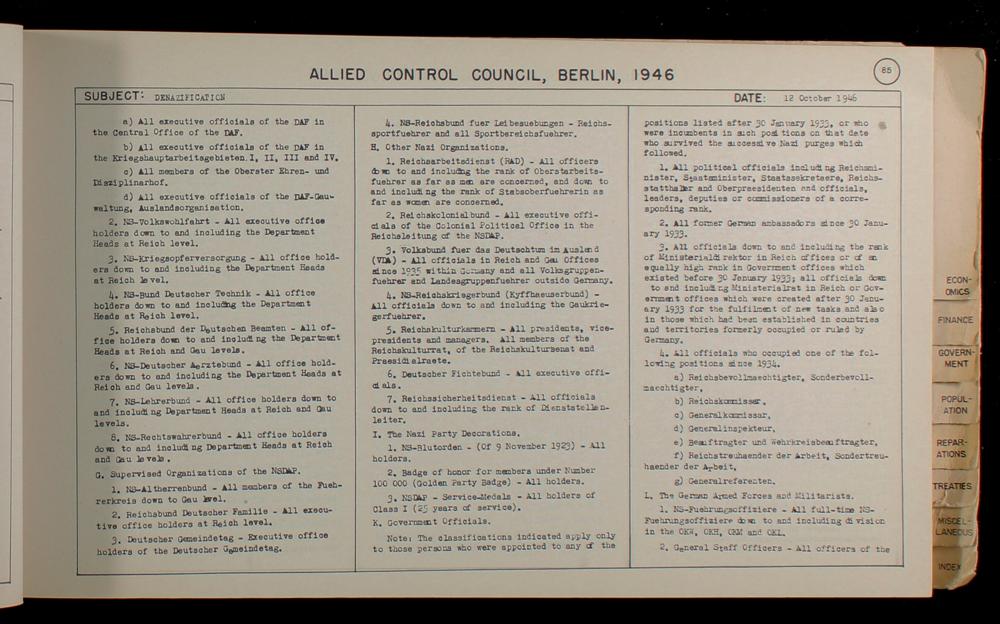 ALLIED CONTROL COUNCIL, BERLIN, 1946
85
SUBJECT: DENAZIFICATION
DATE: 12 October 1946
a) All executive officials of the DAF in
the Central Office of the DAF.
b) All executive officials of the DAF in
the Kriegshauptarbeitsgebieten I, II, III and IV.
c) All members of the Oberster Ehren- und
Disziplinarhof.
d) All executive officials of the DAF-Gau-
waltung, Auslandsorganisation.
2. NS-Volkswohlfahrt - All executive office
holders down to and including the Department
Heads at Reich level.
3. NS-Kriegsopferversorgung - All office hold-
ers down to and including the Department Heads
at Reich level.
4. NS-Bund Deutscher Technik - All office
holders down to and including the Department
Heads at Reich level.
5. Reichsbund der Deutschen Beamten - All of-
fice holders down to and including the Department
Heads at Reich and Gau levels.
6. NS-Deutscher Aerztebund - All office hold-
ers down to and including the Department Heads at
Reich and Gau levels.
7. NS-Lehrerbund - All office holders down to
and including Department Heads at Reich and Gau
levels.
8. NS-Rechtswahrerbund - All office holders
down to and including Department Heads at Reich
and Gau levels.
G. Supervised Organizations of the NSDAP.
1. NS-Altherrenbund - All members of the Fueh-
rerkreis down to Gau level.
2. Reichsbund Deutscher Familie - All execu-
tive office holders at Reich level.
3. Deutscher Gemeindetag - Executive office
holders of the Deutscher Gemeindetag.
4. NS-Reichsbund fuer Leibesuebungen - Reichs-
sportfuehrer and all Sportbereichsfuehrer.
H. Other Nazi Organizations.
1. Reichsarbeitsdienst (RAD) - All officers
down to and including the rank of Oberstarbeits-
fuehrer as far as men are concerned, and down to
and including the rank of Stabsoberfuehrerin as
far as women are concerned.
2. Reichskolonialbund - All executive offi-
cials of the Colonial Political Office in the
Reichsleitung of the NSDAP.
3. Volksbund fuer das Deutschtum im Ausland
(VDA) - All officials in Reich and Gau Offices
since 1935 within Germany and all Volksgruppen-
fuehrer and Landesgruppenfuehrer outside Germany.
4. NS-Reichskriegerbund (Kyffhaeuserbund) -
All officials down to and including the Gaukrie-
gerfuehrer.
5. Reichskulturkammern - All presidents, vice-
presidents and managers. All members of the
Reichskulturrat, of the Reichskultursenat and
Praesidialraete.
6. Deutscher Fichtebund - All executive offi-
cials.
7. Reichssicherheitsdienst - All officials
down to and including the rank of Dienststellen-
leiter.
I. The Nazi Party Decorations.
1. NS-Blutorden - (Of 9 November 1923) - All
holders.
2. Badge of honor for members under Number
100 000 (Golden Party Badge) - All holders.
3. NSDAP - Service-Medals - All holders of
Class I (25 years of service).
K. Government Officials.
Note: The classifications indicated apply only
to those persons who were appointed to any of the
positions listed after 30 January 1933, or who
were incumbents in such positions on that date
who survived the successive Nazi purges which
followed.
1. All political officials including Reichsmi-
nister, Staatsminister, Staatssekretaere, Reichs-
statthalter and Oberpraesidenten and officials,
leaders, deputies or commissioners of a corre-
sponding rank.
2. All former German ambassadors since 30 Janu-
ary 1933.
3. All officials down to and including the rank
of Ministerialdirektor in Reich offices or of an
equally high rank in Government offices which
existed before 30 January 1933; all officials down
to and including Ministerialrat in Reich or Gov-
ernment offices which were created after 30 Janu-
ary 1933 for the fulfilment of new tasks and also
in those which had been established in countries
and territories formerly occupied or ruled by
Germany.
4. All officials who occupied one of the fol-
lowing positions since 1934.
a) Reichsbevollmaechtigter, Sonderbevoll-
maechtigter,
b) Reichskommissar,
c) Generalkommissar,
d) Generalinspekteur,
e) Beauftragter und Wehrkreisbeauftragter,
f) Reichstreuhaender der Arbeit, Sondertreu-
haender der Arbeit,
g) Generalreferenten.
L. The German Armed Forces and Militarists.
1. NS-Fuehrungsoffiziere - All full-time NS-
Fuehrungsoffiziere down to and including division
in the OKW, OKH, OKM and OKL.
2. General Staff Officers - All officers of the
ECON-
OMICS
FINANCE
GOVERN-
MENT
POPUL-
ATION
REPAR-
ATIONS
TREATIES
MISCEL-
LANEOUS
INDEX